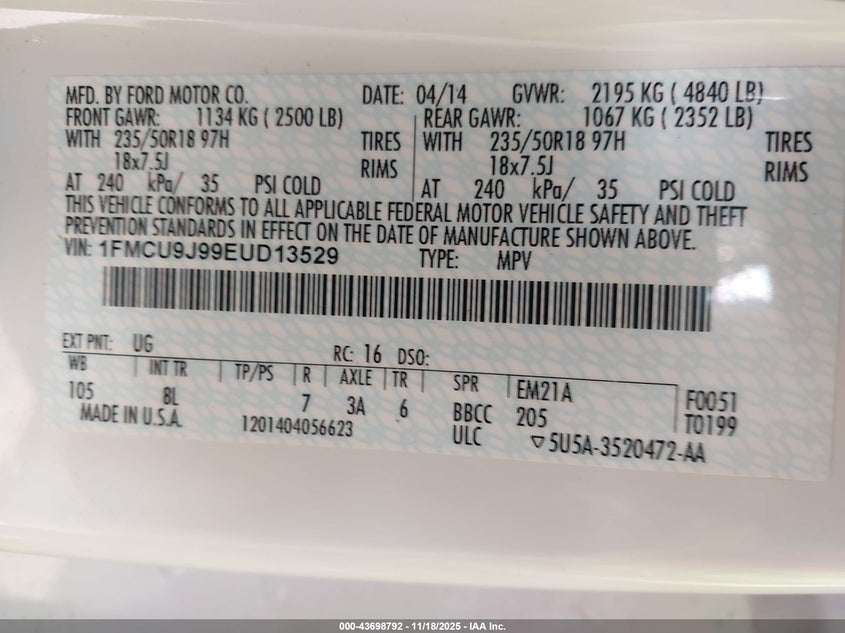 MFD. BY FORD MOTOR CO. DATE: 04/14 GVWR: 2195 KG ( 4840 LB)
FRONT GAWR: 1134 KG ( 2500 LB) REAR GAWR: 1067 KG ( 2352 LB)
WITH 235/50R18 97H TIRES WITH 235/50R18 97H TIRES
18x7.5J RIMS 18x7.5J RIMS
AT 240 kPa/ 35 PSI COLD AT 240 kPa/ 35 PSI COLD
THIS VEHICLE CONFORMS TO ALL APPLICABLE FEDERAL MOTOR VEHICLE SAFETY AND THEFT
PREVENTION STANDARDS IN EFFECT ON THE DATE OF MANUFACTURE SHOWN ABOVE.
VIN: 1FMCU9J99EUD13529 TYPE: MPV
EXT PNT: UG RC: 16 DSO:
WB INT TR TP/PS R AXLE TR SPR EM21A F0051
105 8L 7 3A 6 BBCC 205 T0199
MADE IN U.S.A. 1201404056623 ULC ▽5U5A-3520472-AA
000-43698792 | 11/18/2025 - IAA Inc.